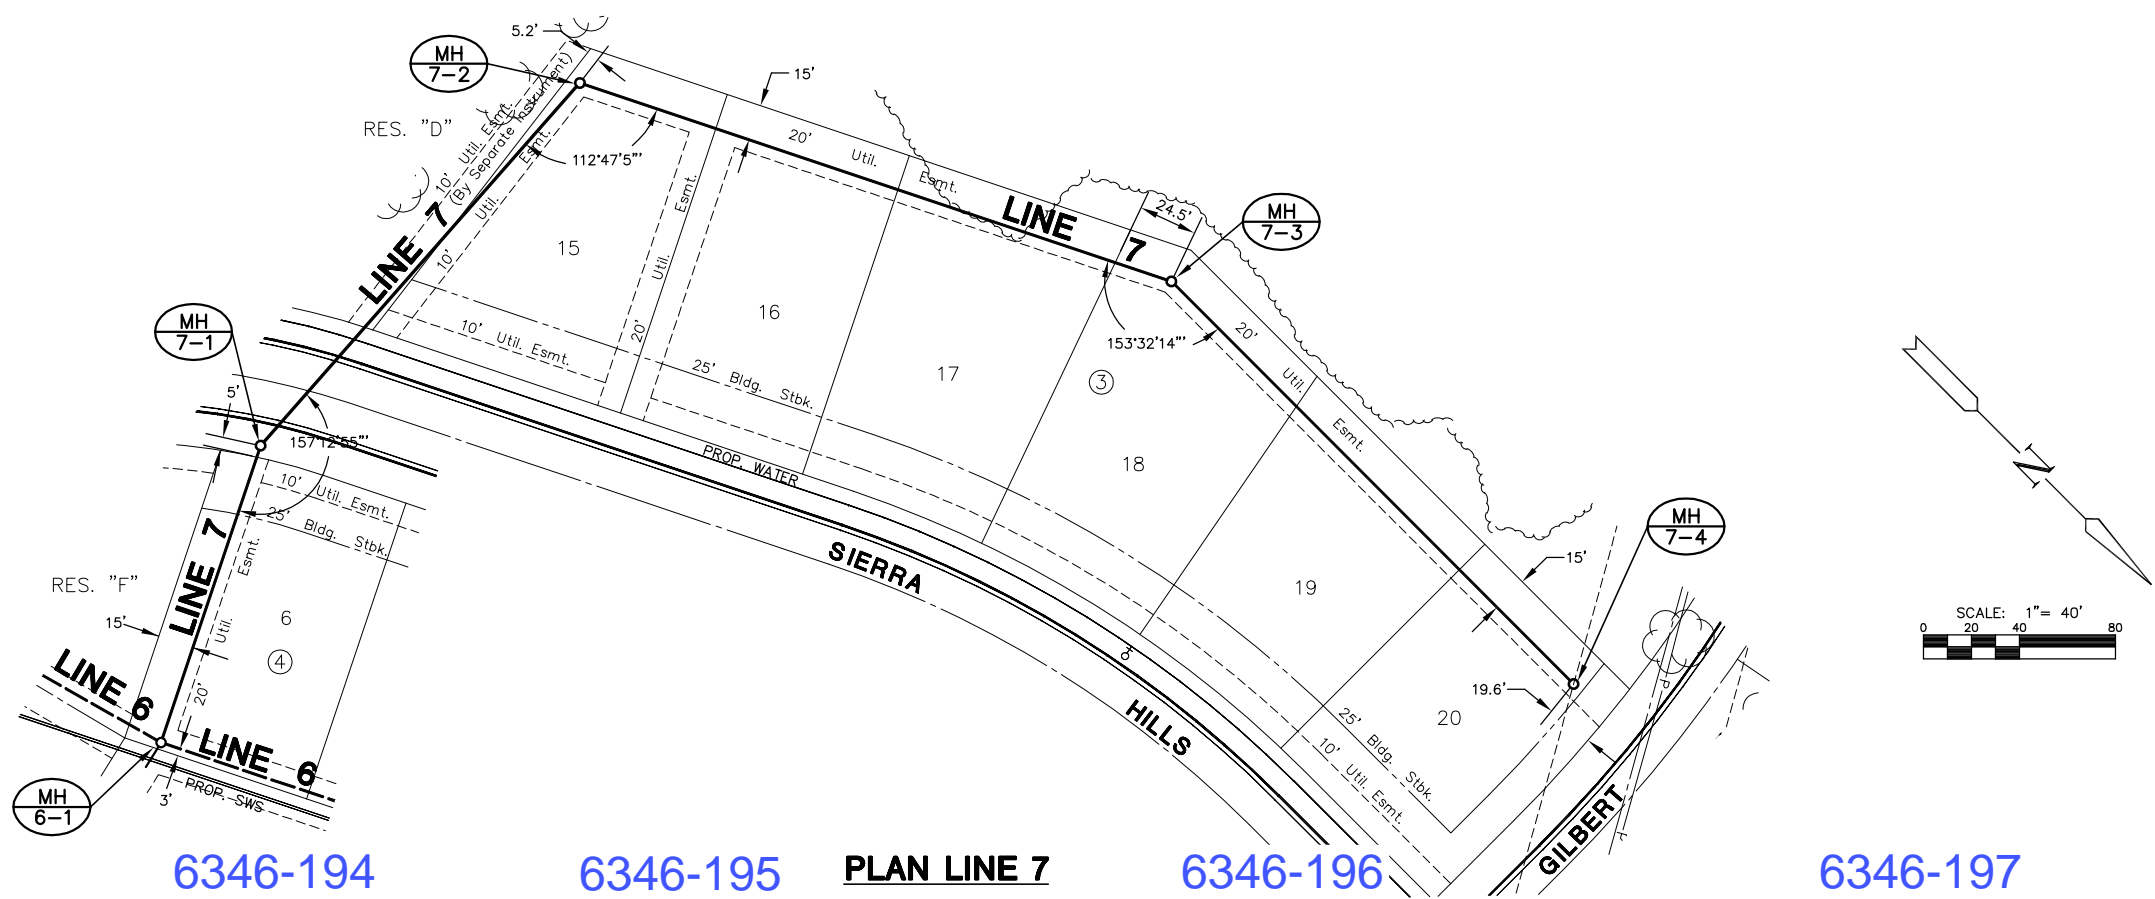 5.2'
MH
7-2
15'
RES. "D"
10' Util. Esmt.
(By Separate Instrument)
112°47'5"'
20' Util. Esmt.
10' Util. Esmt.
LINE 7
LINE 7
24.5'
MH
7-3
15
20' Util. Esmt.
16
17
18
19
20
3
10' Util. Esmt.
25' Bldg. Stbk.
153°32'14"'
20' Util. Esmt.
MH
7-1
5'
157°12'55"'
10' Util. Esmt.
25' Bldg. Stbk.
PROP. WATER
SIERRA
HILLS
MH
7-4
15'
N
SCALE: 1"= 40'
0 20 40 80
RES. "F"
15'
LINE 7
20' Util. Esmt.
6
4
LINE 6
LINE 6
MH
6-1
3'
PROP. SWS
19.6'
25' Bldg. Stbk.
10' Util. Esmt.
GILBERT
P
6346-194
6346-195
PLAN LINE 7
6346-196
6346-197